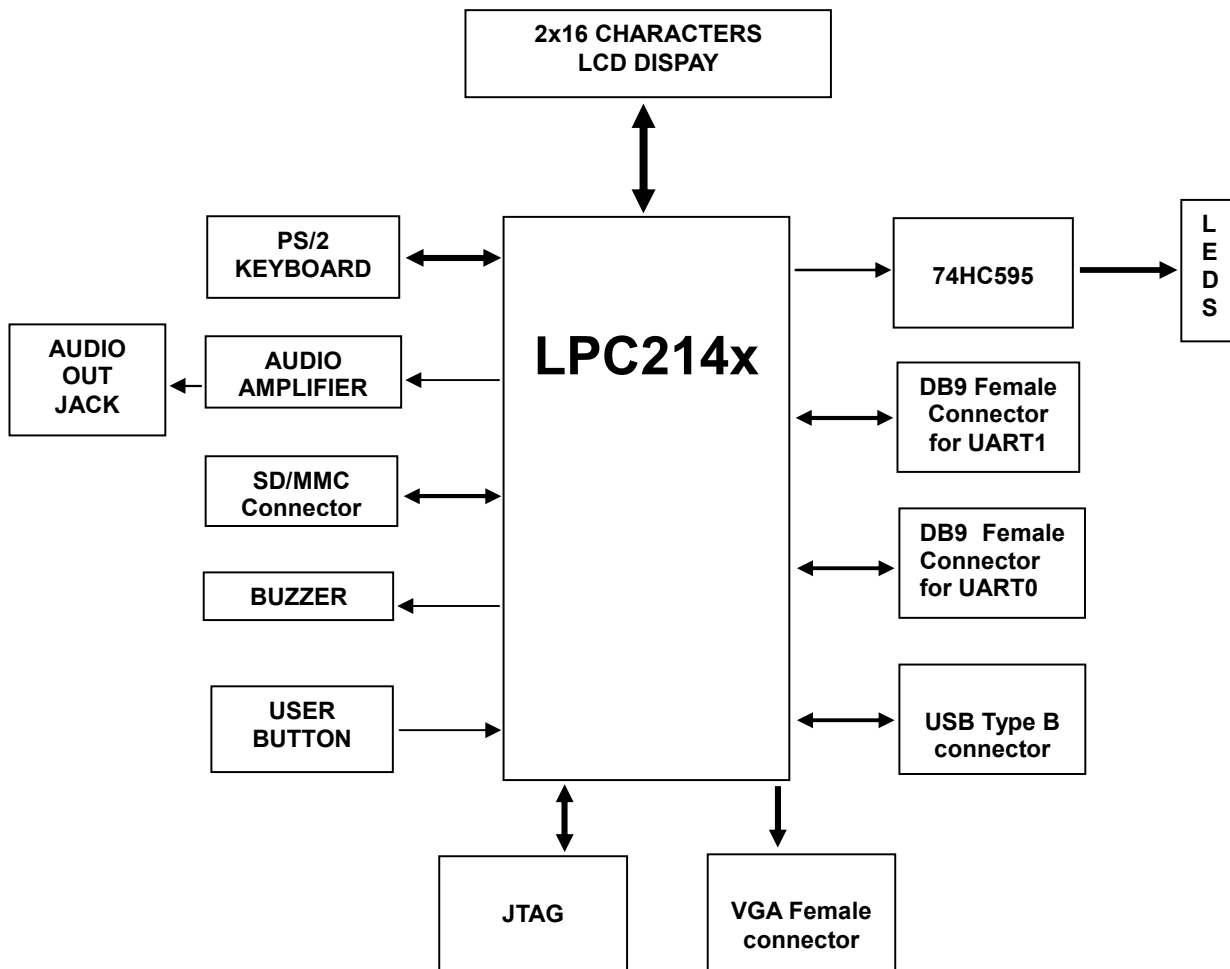 2x16 CHARACTERS
LCD DISPAY
PS/2
KEYBOARD
AUDIO
OUT
JACK
AUDIO
AMPLIFIER
SD/MMC
Connector
BUZZER
USER
BUTTON
LPC214x
74HC595
L
E
D
S
DB9 Female
Connector
for UART1
DB9 Female
Connector
for UART0
USB Type B
connector
JTAG
VGA Female
connector